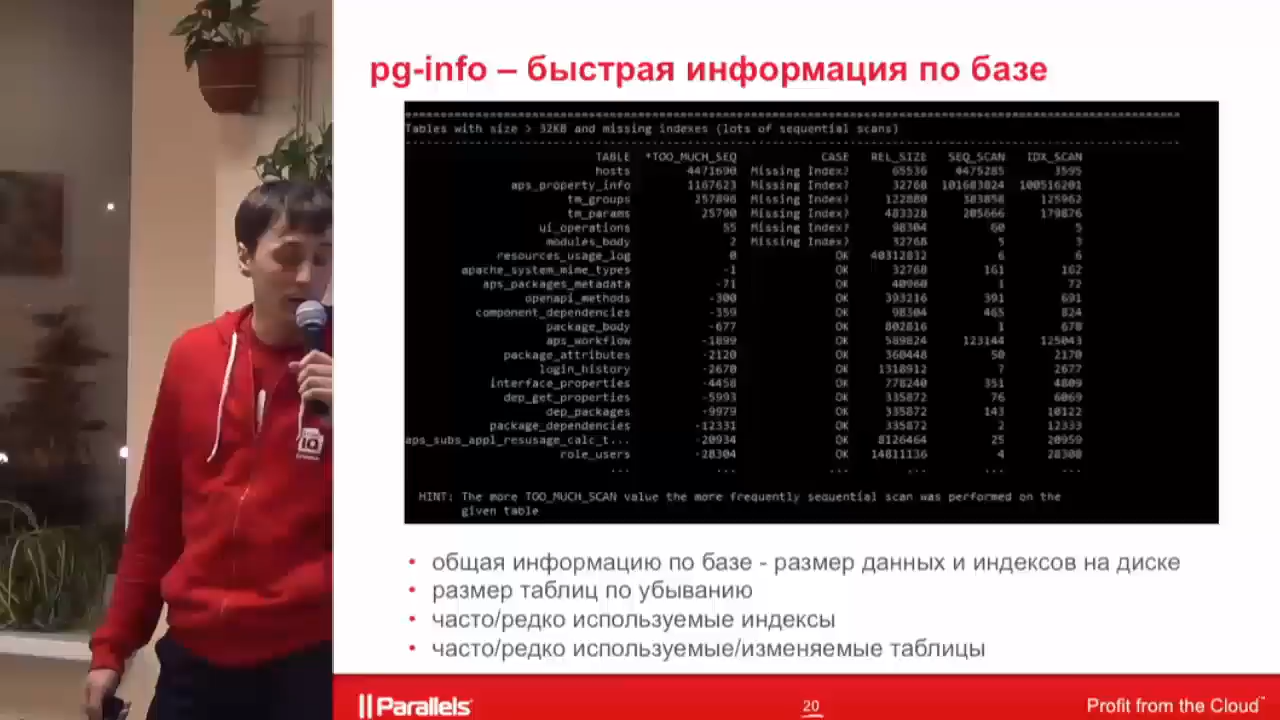 pg-info – быстрая информация по базе
Tables with size > 32KB and missing indexes (lots of sequential scans)
TABLE +TOO_MUCH_SEQ CASE REL_SIZE SEQ_SCAN IDX_SCAN
hosts 4471690 Missing Index? 65536 4475285 3595
aps_property_info 1167623 Missing Index? 32768 101683824 100516201
tm_groups 257896 Missing Index? 122880 383858 125962
tm_params 25790 Missing Index? 483328 205666 179876
ui_operations 55 Missing Index? 98304 60 5
modules_body 2 Missing Index? 32768 5 3
resources_usage_log 0 OK 40312832 6 6
apache_system_mime_types -1 OK 32768 161 162
aps_packages_metadata -71 OK 40960 1 72
openapi_methods -300 OK 393216 391 691
component_dependencies -359 OK 98304 465 824
package_body -677 OK 802816 1 678
aps_workflow -1899 OK 589824 123144 125043
package_attributes -2120 OK 360448 50 2170
login_history -2670 OK 1318912 7 2677
interface_properties -4458 OK 778240 351 4809
dep_get_properties -5993 OK 335872 76 6069
dep_packages -9979 OK 335872 143 10122
package_dependencies -12331 OK 335872 2 12333
aps_subs_appl_resusage_calc_t... -20934 OK 8126464 25 20959
role_users -28304 OK 14811136 4 28308
... ... ... ... ... ...
HINT: The more TOO_MUCH_SCAN value the more frequently sequential scan was performed on the
given table
• общая информацию по базе - размер данных и индексов на диске
• размер таблиц по убыванию
• часто/редко используемые индексы
• часто/редко используемые/изменяемые таблицы
IQ
Parallels
20
Profit from the Cloud™